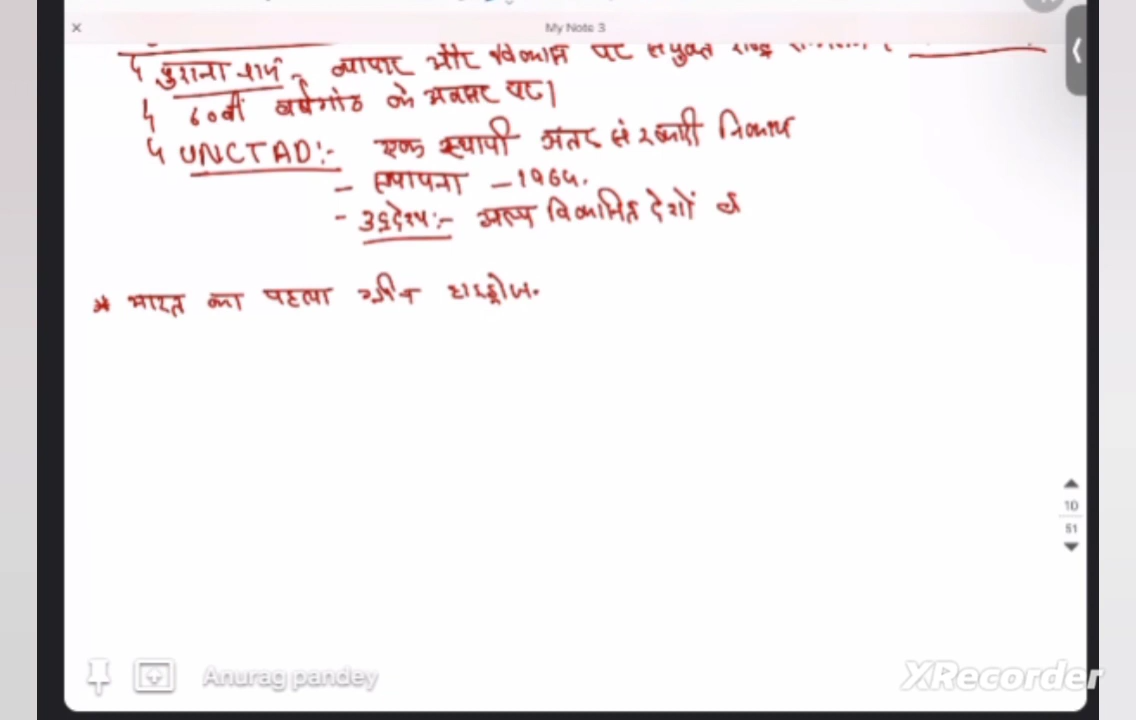 My Note 3
पुराना नाम, व्यापार और विकास पर संयुक्त राष्ट्र
60वीं वर्षगांठ के अवसर पर।
UNCTAD:- एक स्थायी अंतर सरकारी निकाय
- स्थापना - 1964.
- उद्देश्य:- अल्प विकसित देशों के
* भारत का पहला ग्रीन हाइड्रोज.
10
51
Anurag pandey
XRecorder